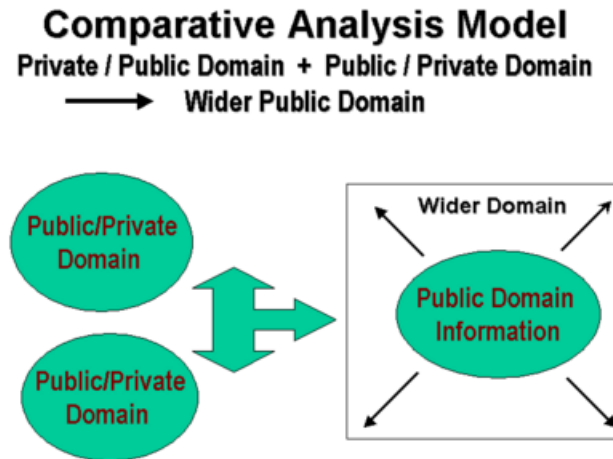 Comparative Analysis Model
Private / Public Domain + Public / Private Domain
Wider Public Domain
Public/Private
Domain
Public/Private
Domain
Wider Domain
Public Domain
Information